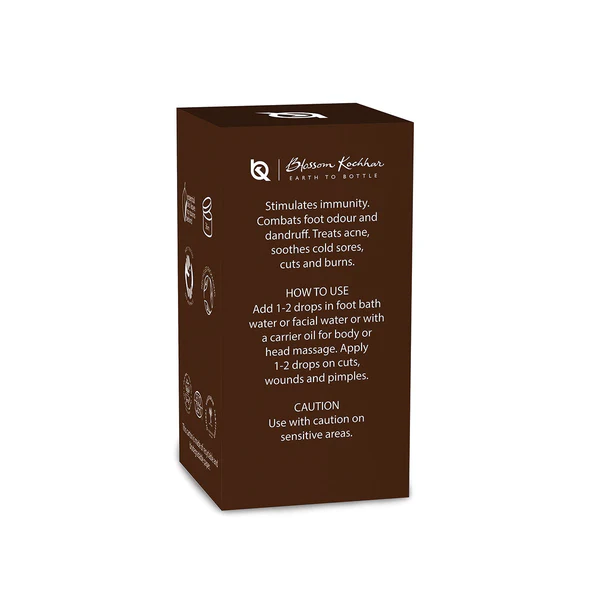 Blossom Kochhar
EARTH TO BOTTLE
Stimulates immunity.
Combats foot odour and
dandruff. Treats acne,
soothes cold sores,
cuts and burns.
HOW TO USE
Add 1-2 drops in foot bath
water or facial water or with
a carrier oil for body or
head massage. Apply
1-2 drops on cuts,
wounds and pimples.
CAUTION
Use with caution on
sensitive areas.